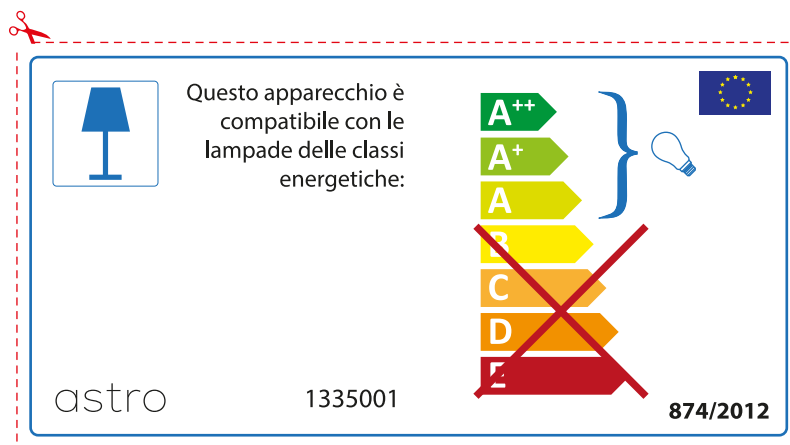 Questo apparecchio è
compatibile con le
lampade delle classi
energetiche:
A++
A+
A
B
C
D
E
astro
1335001
874/2012